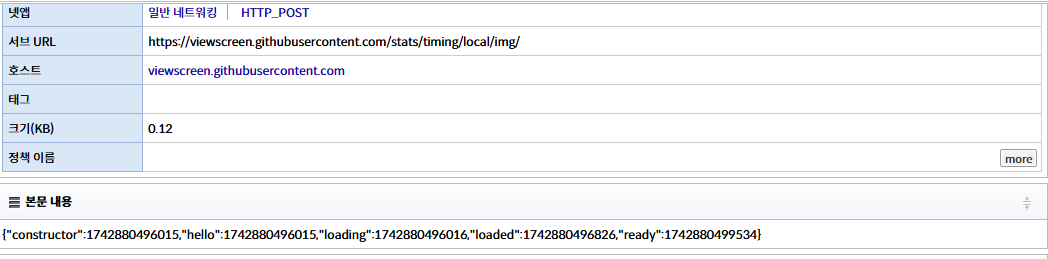 넷앱 일반 네트워킹 HTTP_POST
서브 URL https://viewscreen.githubusercontent.com/stats/timing/local/img/
호스트 viewscreen.githubusercontent.com
태그
크기(KB) 0.12
정책 이름 more
본문 내용
{"constructor":1742880496015,"hello":1742880496015,"loading":1742880496016,"loaded":1742880496826,"ready":1742880499534}